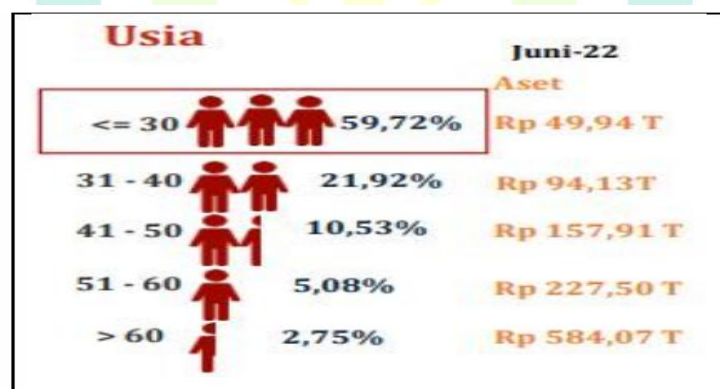 Usia
Juni-22
Aset
<= 30 59,72% Rp 49,94 T
31 - 40 21,92% Rp 94,13T
41 - 50 10,53% Rp 157,91 T
51 - 60 5,08% Rp 227,50 T
> 60 2,75% Rp 584,07 T